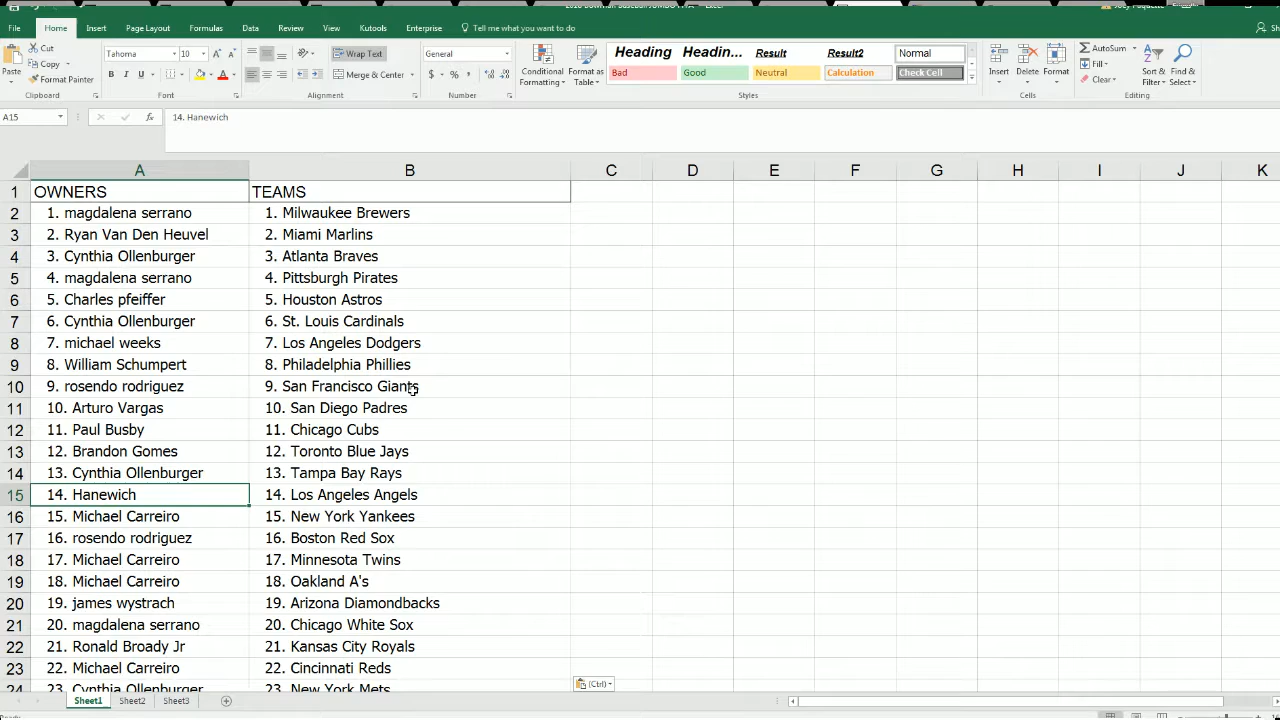 File Home Insert Page Layout Formulas Data Review View Kutools Enterprise Tell me what you want to do...
Cut Tahoma 10 Wrap Text General Heading Headin... Result Result2 Normal AutoSum
Copy Fill
Paste Format Painter Merge & Center Conditional Formatting Format as Table Bad Good Neutral Calculation Check Cell Insert Delete Format Clear Sort & Filter Find & Select
Clipboard Font Alignment Number Styles Cells Editing
A15 fx 14. Hanewich
A B C D E F G H I J K
1 OWNERS TEAMS
2 1. magdalena serrano 1. Milwaukee Brewers
3 2. Ryan Van Den Heuvel 2. Miami Marlins
4 3. Cynthia Ollenburger 3. Atlanta Braves
5 4. magdalena serrano 4. Pittsburgh Pirates
6 5. Charles pfeiffer 5. Houston Astros
7 6. Cynthia Ollenburger 6. St. Louis Cardinals
8 7. michael weeks 7. Los Angeles Dodgers
9 8. William Schumpert 8. Philadelphia Phillies
10 9. rosendo rodriguez 9. San Francisco Giants
11 10. Arturo Vargas 10. San Diego Padres
12 11. Paul Busby 11. Chicago Cubs
13 12. Brandon Gomes 12. Toronto Blue Jays
14 13. Cynthia Ollenburger 13. Tampa Bay Rays
15 14. Hanewich 14. Los Angeles Angels
16 15. Michael Carreiro 15. New York Yankees
17 16. rosendo rodriguez 16. Boston Red Sox
18 17. Michael Carreiro 17. Minnesota Twins
19 18. Michael Carreiro 18. Oakland A's
20 19. james wystrach 19. Arizona Diamondbacks
21 20. magdalena serrano 20. Chicago White Sox
22 21. Ronald Broady Jr 21. Kansas City Royals
23 22. Michael Carreiro 22. Cincinnati Reds
24 23. Cynthia Ollenburger 23. New York Mets
(Ctrl)
Sheet1 Sheet2 Sheet3